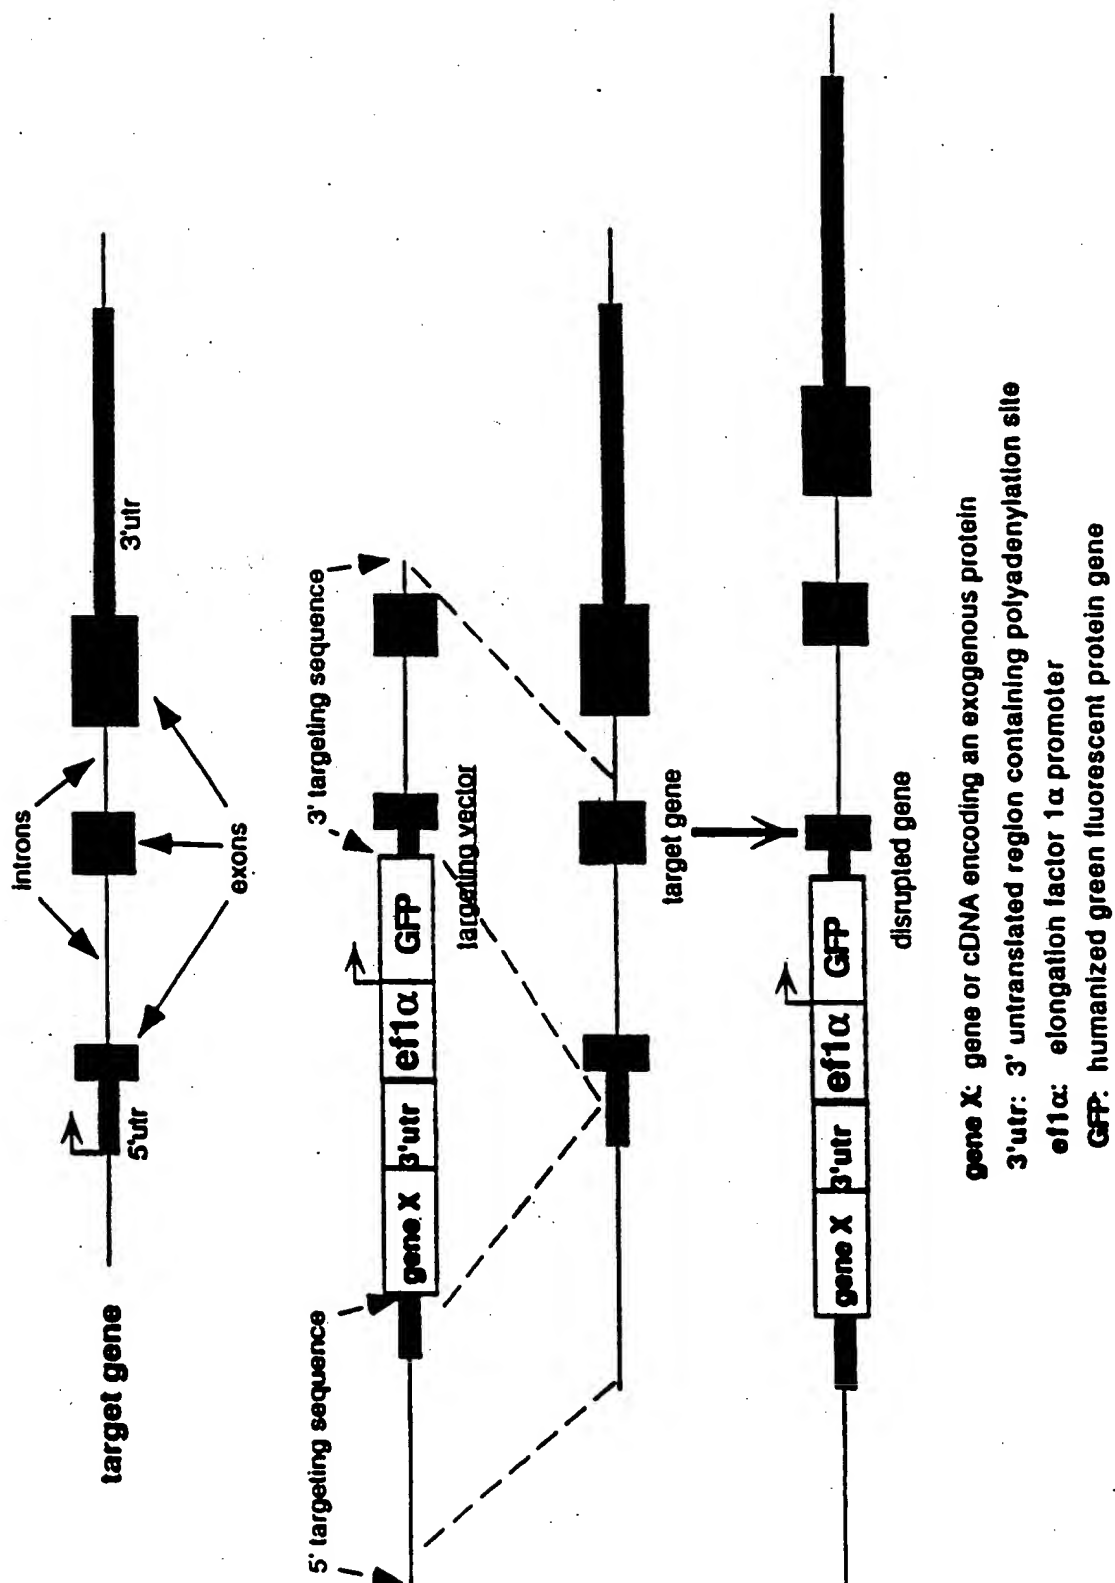 target gene
introns
5'utr
exons
3'utr
5' targeting sequence
3' targeting sequence
gene X
3'utr
ef1α
GFP
targeting vector
target gene
gene X
3'utr
ef1α
GFP
disrupted gene
gene X: gene or cDNA encoding an exogenous protein
3'utr: 3' untranslated region containing polyadenylation site
ef1α: elongation factor 1α promoter
GFP: humanized green fluorescent protein gene